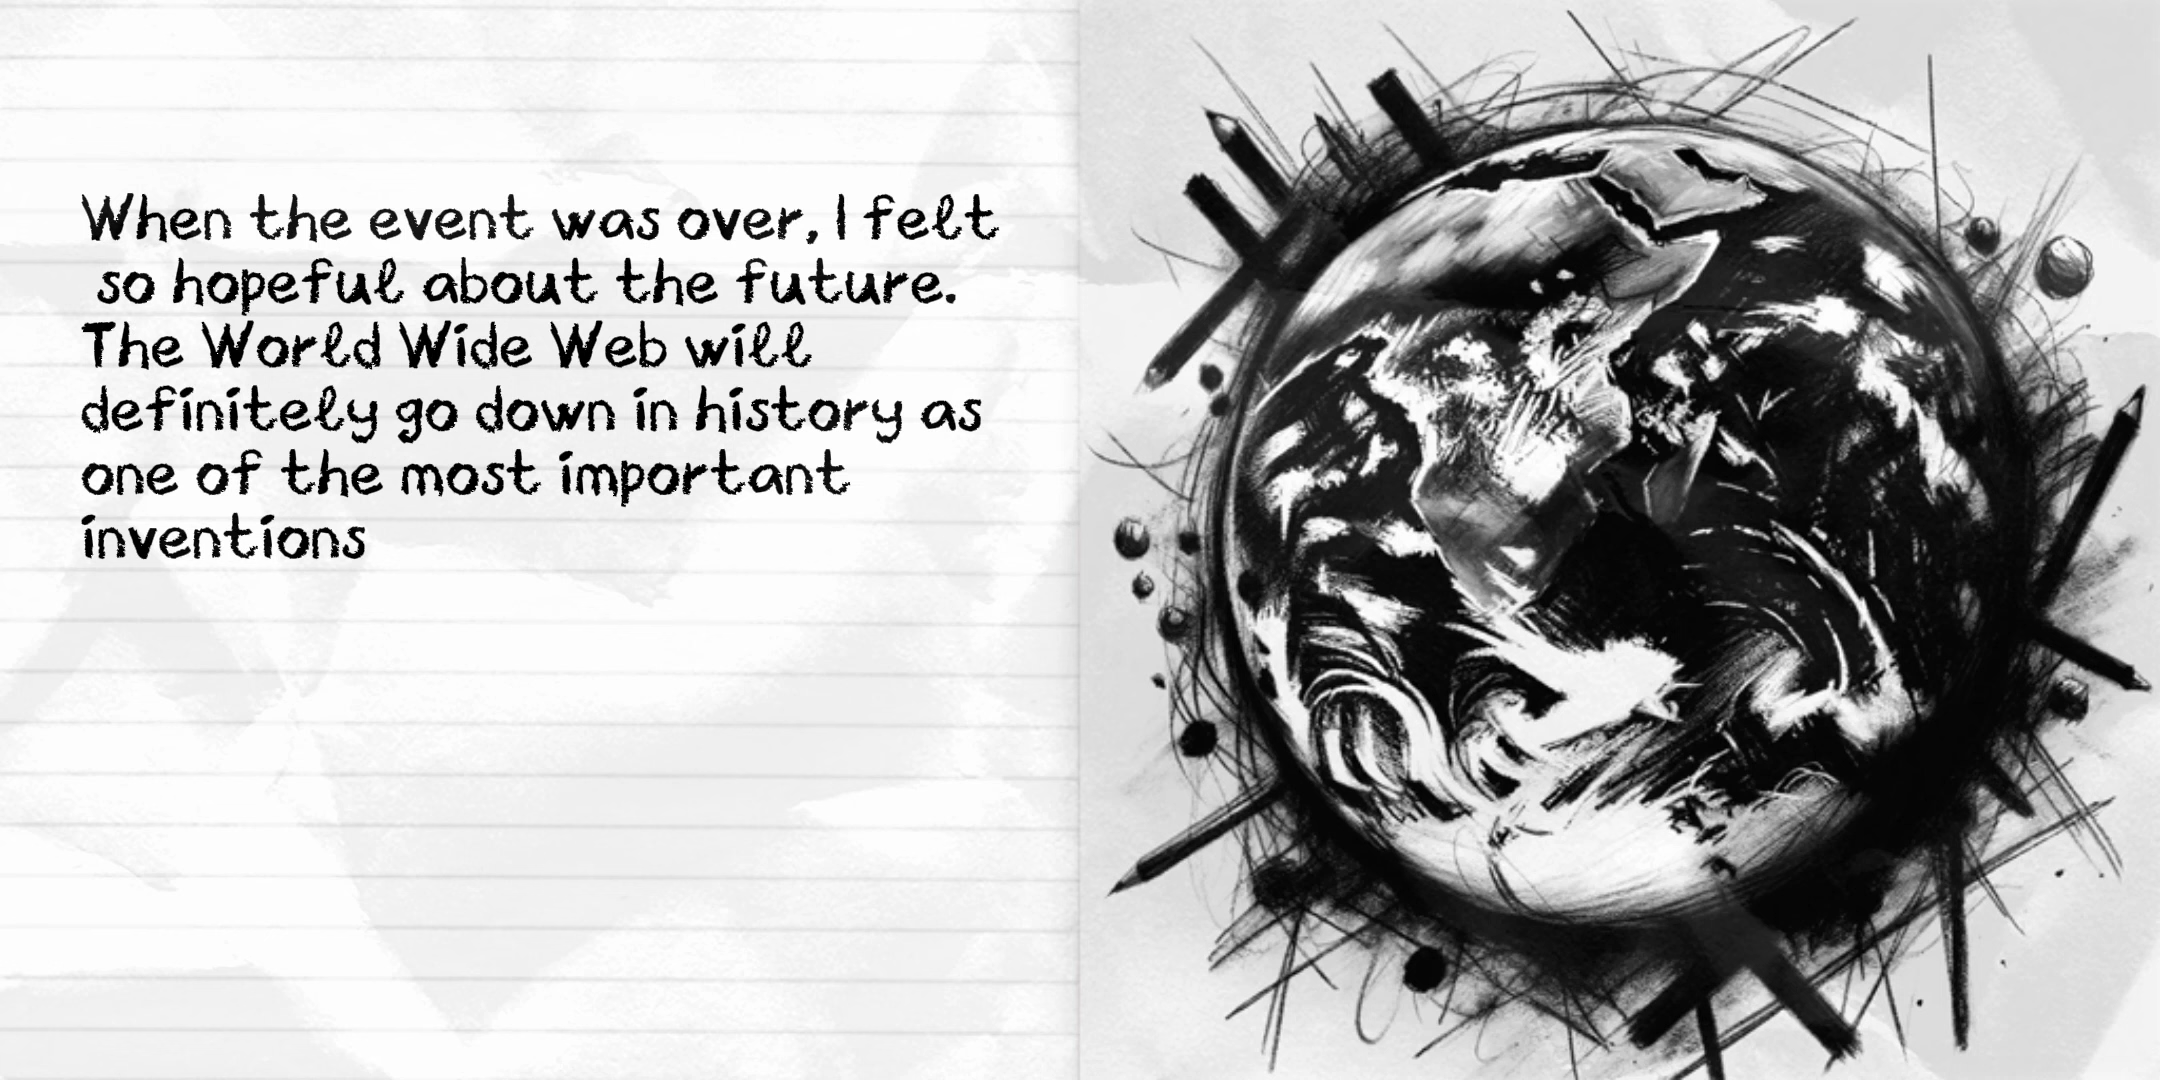 When the event was over, I felt
so hopeful about the future.
The World Wide Web will
definitely go down in history as
one of the most important
inventions